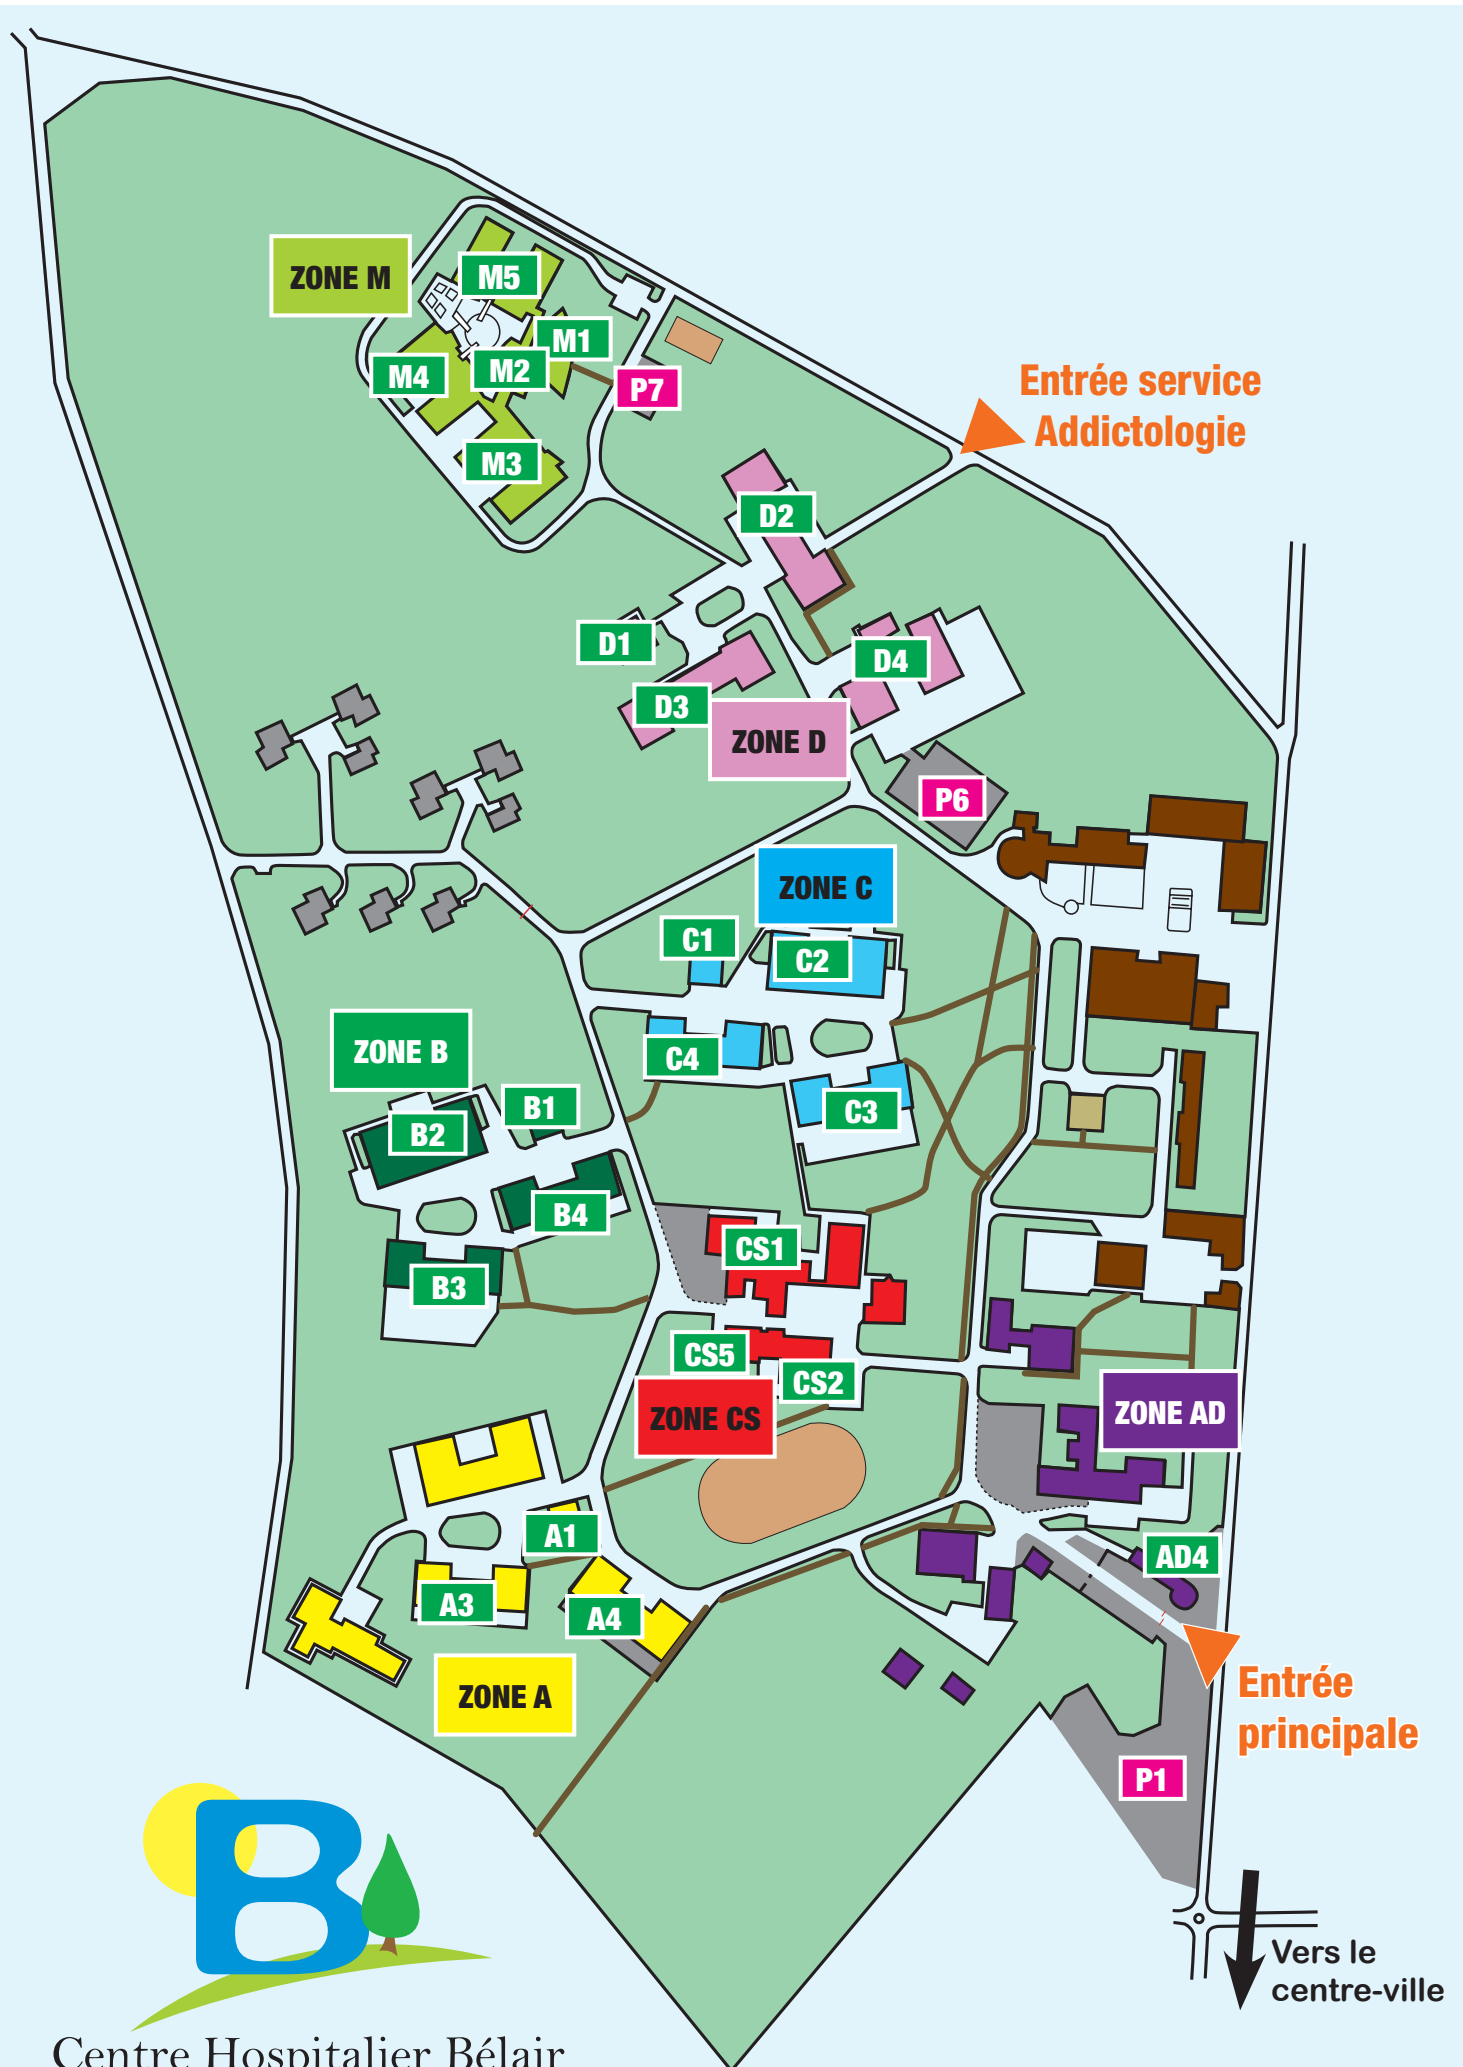 ZONE M
M5
M1
M2
M4
P7
M3
Entrée service
Addictologie
D2
D1
D4
D3
ZONE D
P6
ZONE C
C1
C2
C4
C3
ZONE B
B1
B2
B4
B3
CS1
CS5
CS2
ZONE CS
ZONE AD
A1
AD4
A3
A4
ZONE A
Entrée
principale
P1
Vers le
centre-ville
B
Centre Hospitalier Bélair